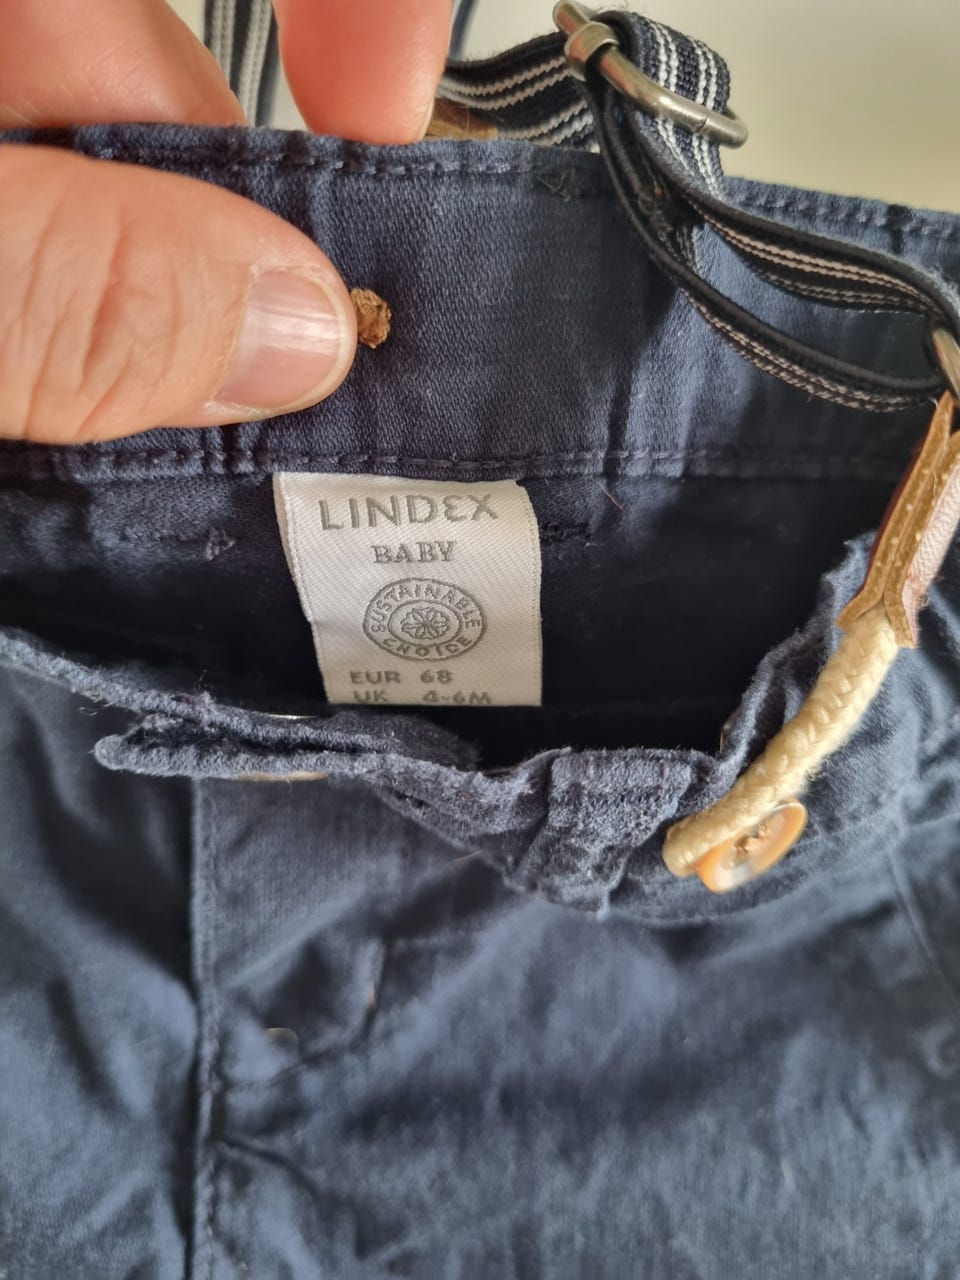 LINDEX
BABY
SUSTAINABLE
CHOICE
EUR 68
UK 4-6M